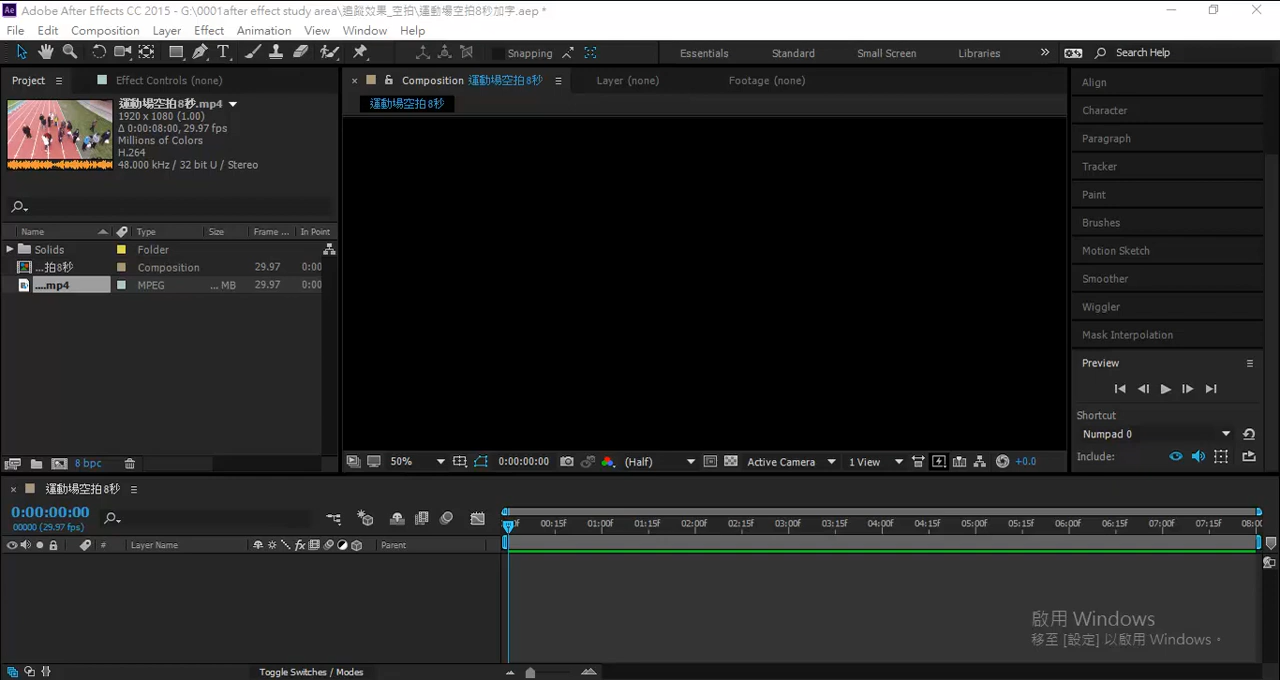 Adobe After Effects CC 2015 - G:\0001after effect study area\追蹤效果_空拍\運動場空拍8秒加字.aep *
File Edit Composition Layer Effect Animation View Window Help
Snapping Essentials Standard Small Screen Libraries » Search Help
Project Effect Controls (none) Composition 運動場空拍8秒 Layer (none) Footage (none)
運動場空拍8秒
運動場空拍8秒.mp4
1920 x 1080 (1.00)
Δ 0:00:08:00, 29.97 fps
Millions of Colors
H.264
48.000 kHz / 32 bit U / Stereo
Name Type Size Frame ... In Point
Solids Folder
...拍8秒 Composition 29.97 0:00
....mp4 MPEG ... MB 29.97 0:00
8 bpc
50% 0:00:00:00 (Half) Active Camera 1 View +0.0
Align
Character
Paragraph
Tracker
Paint
Brushes
Motion Sketch
Smoother
Wiggler
Mask Interpolation
Preview
Shortcut
Numpad 0
Include:
運動場空拍8秒
0:00:00:00
00000 (29.97 fps)
00:15f 01:00f 01:15f 02:00f 02:15f 03:00f 03:15f 04:00f 04:15f 05:00f 05:15f 06:00f 06:15f 07:00f 07:15f 08:00
# Layer Name fx Parent
啟用 Windows
移至 [設定] 以啟用 Windows。
Toggle Switches / Modes